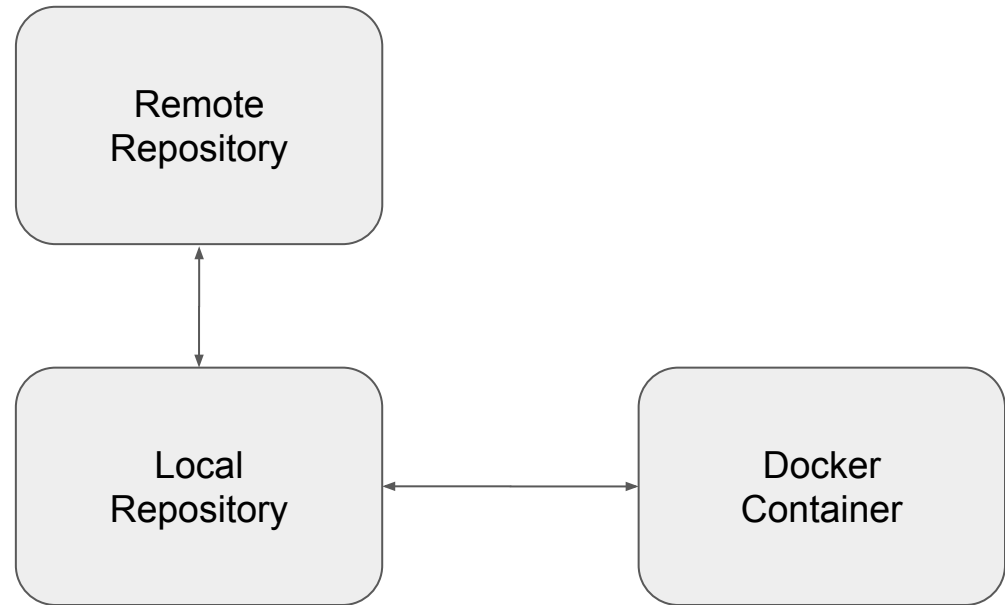 Remote
Repository
Local
Repository
Docker
Container